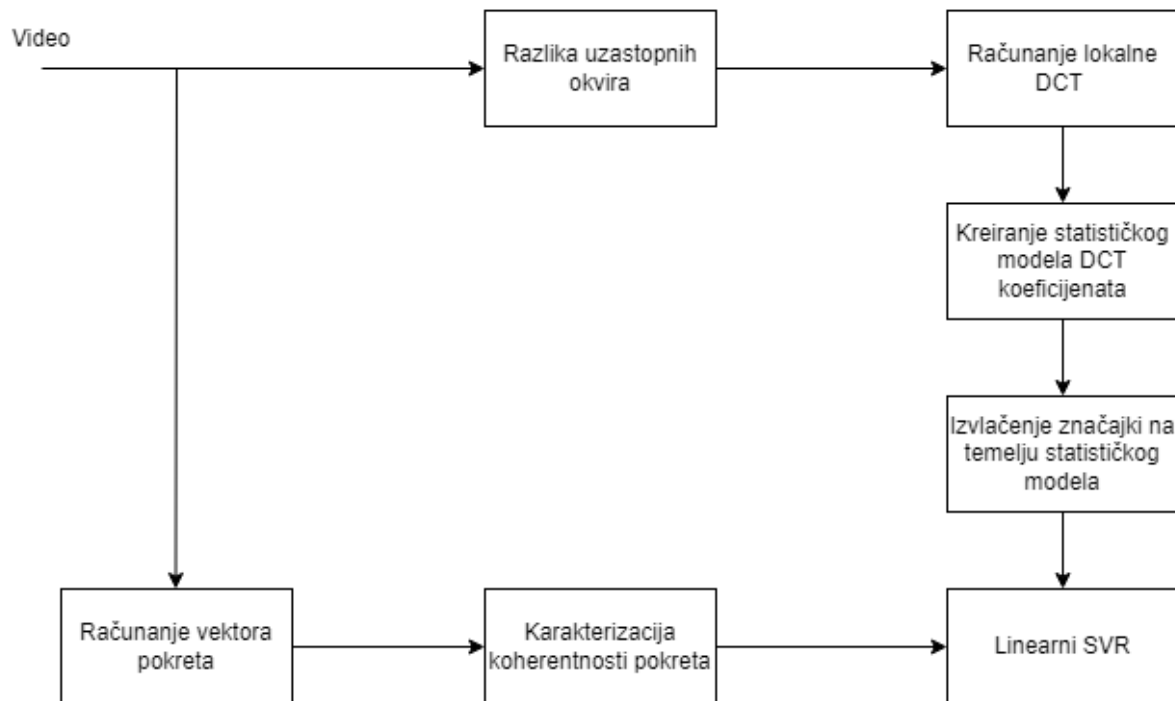 Video
Razlika uzastopnih
okvira
Računanje lokalne
DCT
Kreiranje statističkog
modela DCT
koeficijenata
Izvlačenje značajki na
temelju statističkog
modela
Računanje vektora
pokreta
Karakterizacija
koherentnosti pokreta
Linearni SVR